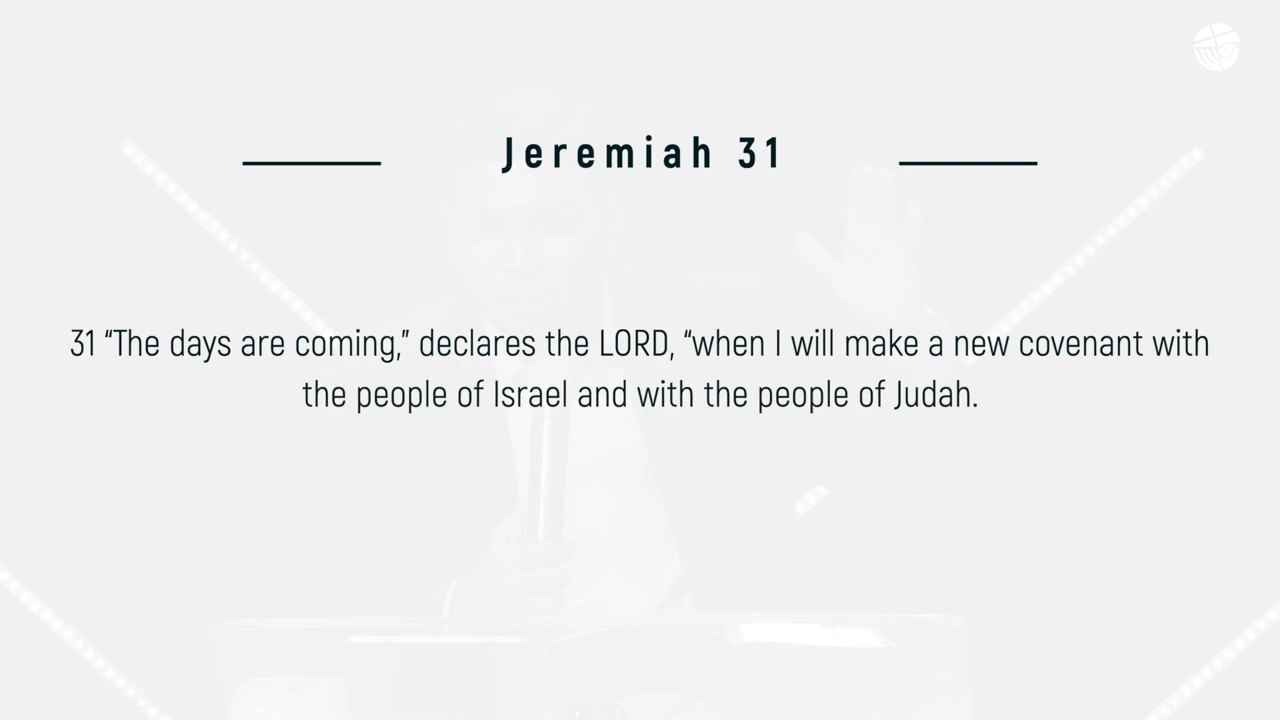 Jeremiah 31
31 “The days are coming,” declares the LORD, “when I will make a new covenant with
the people of Israel and with the people of Judah.